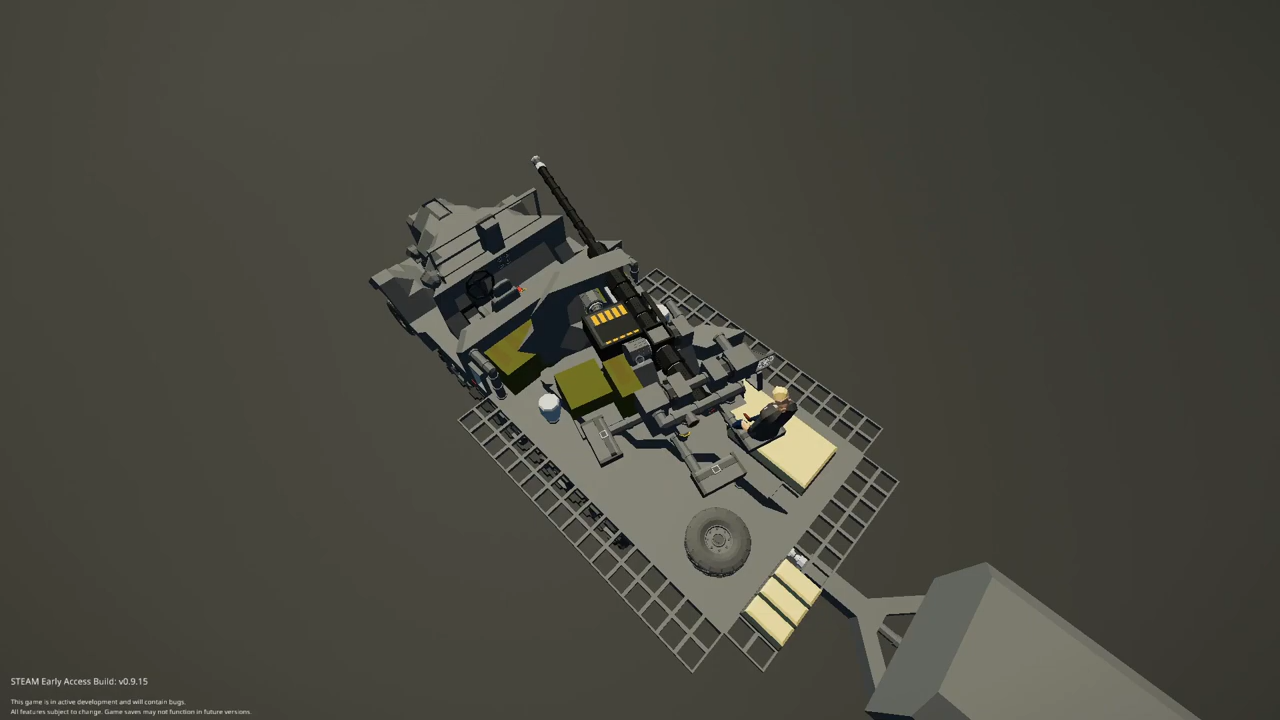 STEAM Early Access Build: v0.9.15
This game is in active development and will contain bugs.
All features subject to change. Game saves may not function in future versions.